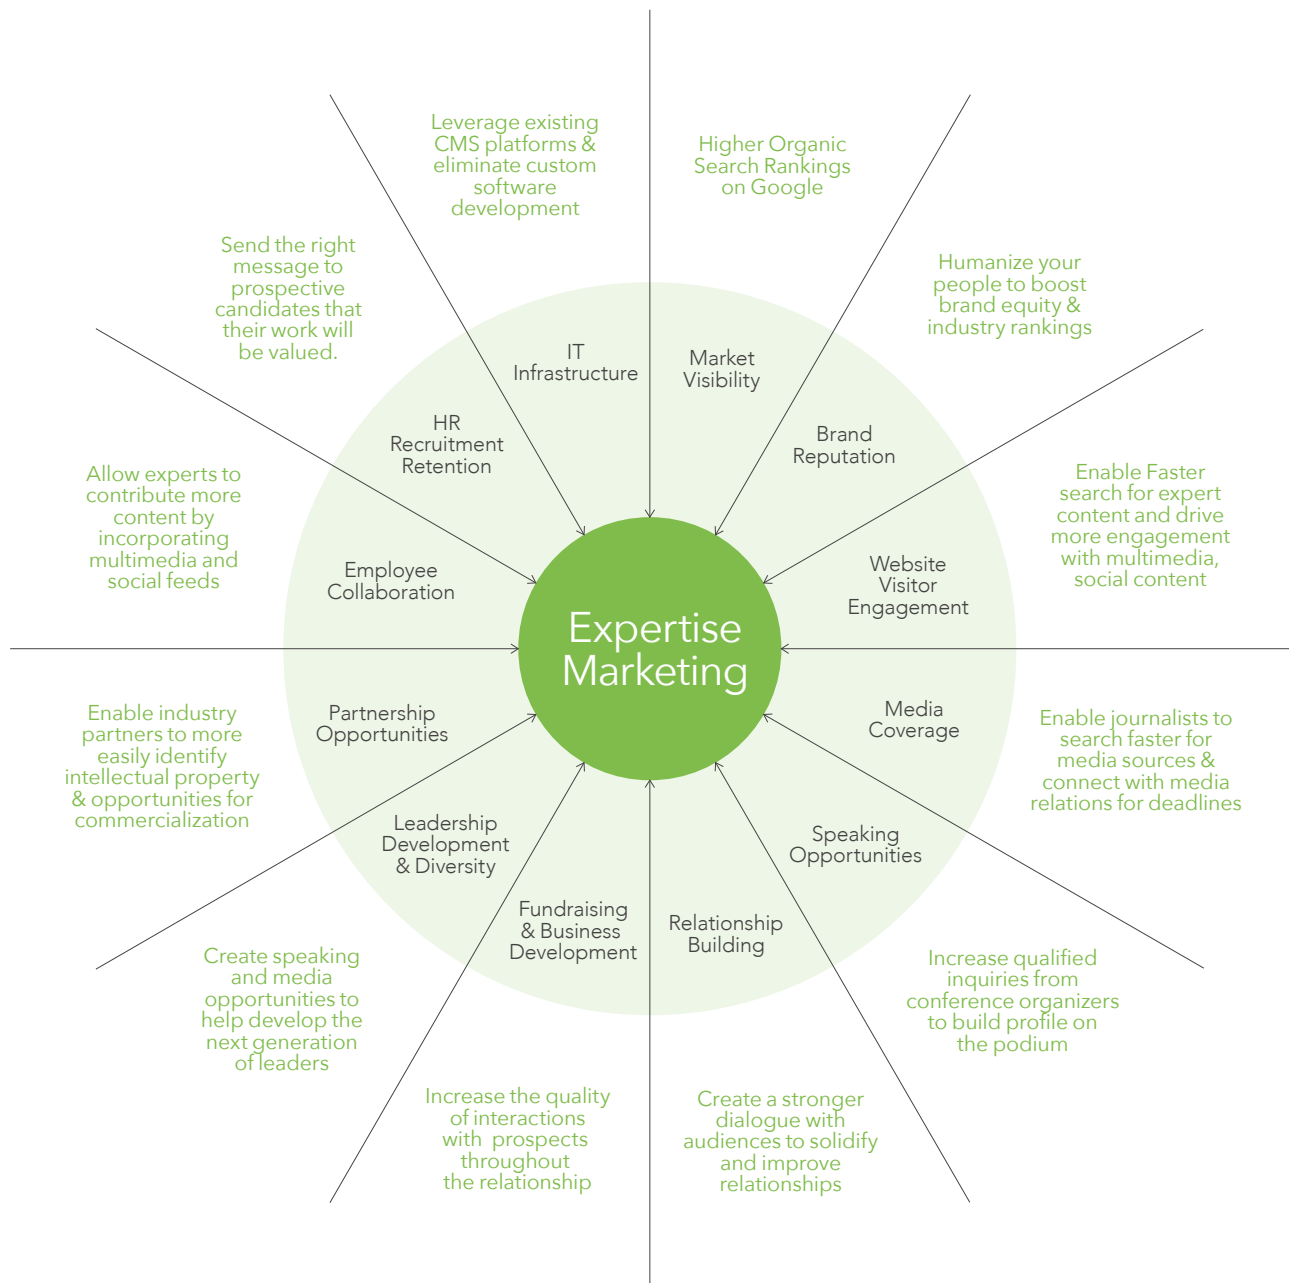 Leverage existing
CMS platforms &
eliminate custom
software
development
Higher Organic
Search Rankings
on Google
Send the right
message to
prospective
candidates that
their work will
be valued.
Humanize your
people to boost
brand equity &
industry rankings
IT
Infrastructure
Market
Visibility
HR
Recruitment
Retention
Brand
Reputation
Allow experts to
contribute more
content by
incorporating
multimedia and
social feeds
Enable Faster
search for expert
content and drive
more engagement
with multimedia,
social content
Employee
Collaboration
Website
Visitor
Engagement
Expertise
Marketing
Enable industry
partners to more
easily identify
intellectual property
& opportunities for
commercialization
Partnership
Opportunities
Media
Coverage
Enable journalists to
search faster for
media sources &
connect with media
relations for deadlines
Leadership
Development
& Diversity
Speaking
Opportunities
Fundraising
& Business
Development
Relationship
Building
Create speaking
and media
opportunities to
help develop the
next generation
of leaders
Increase qualified
inquiries from
conference organizers
to build profile on
the podium
Increase the quality
of interactions
with prospects
throughout
the relationship
Create a stronger
dialogue with
audiences to solidify
and improve
relationships